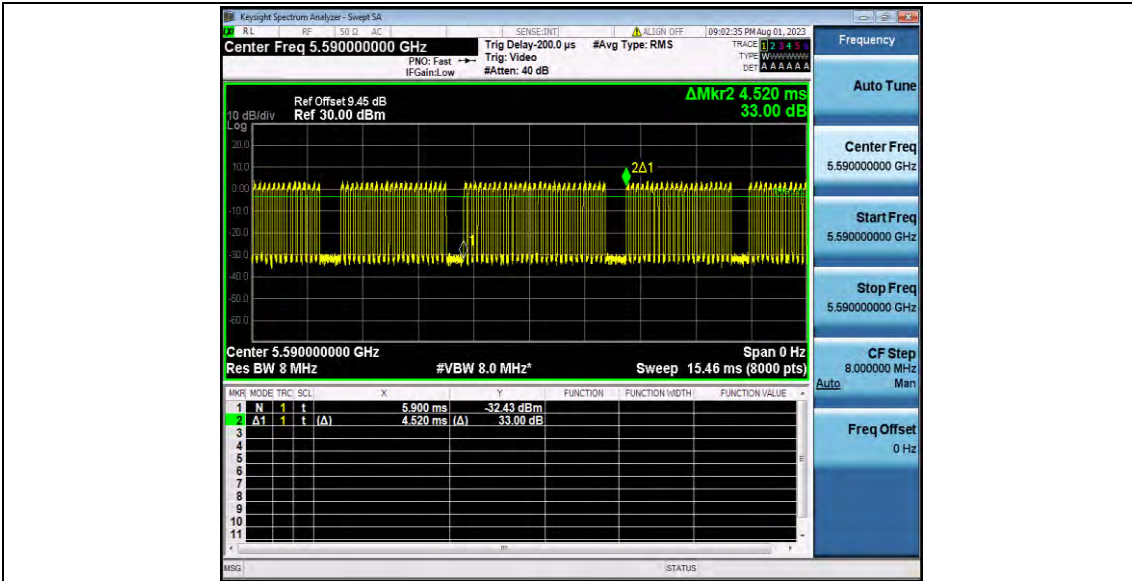 Keysight Spectrum Analyzer - Swept SA
RL RF 50 Ω AC SENSE:INT ALIGN OFF 09:02:35 PM Aug 01, 2023
Center Freq 5.590000000 GHz
PNO: Fast
IFGain:Low
Trig Delay-200.0 µs
Trig: Video
#Atten: 40 dB
#Avg Type: RMS
TRACE 1 2 3 4 5 6
TYPE W
DET A A A A A A
Frequency
Auto Tune
Center Freq
5.590000000 GHz
Start Freq
5.590000000 GHz
Stop Freq
5.590000000 GHz
CF Step
8.000000 MHz
Auto Man
Freq Offset
0 Hz
ΔMkr2 4.520 ms
33.00 dB
Ref Offset 9.45 dB
10 dB/div Ref 30.00 dBm
Log
20.0
10.0
0.00
-10.0
-20.0
-30.0
-40.0
-50.0
-60.0
2Δ1
1
Center 5.590000000 GHz Span 0 Hz
Res BW 8 MHz #VBW 8.0 MHz* Sweep 15.46 ms (8000 pts)
MKR MODE TRC SCL X Y FUNCTION FUNCTION WIDTH FUNCTION VALUE
1 N 1 t 5.900 ms -32.43 dBm
2 Δ1 1 t (Δ) 4.520 ms (Δ) 33.00 dB
3
4
5
6
7
8
9
10
11
MSG STATUS